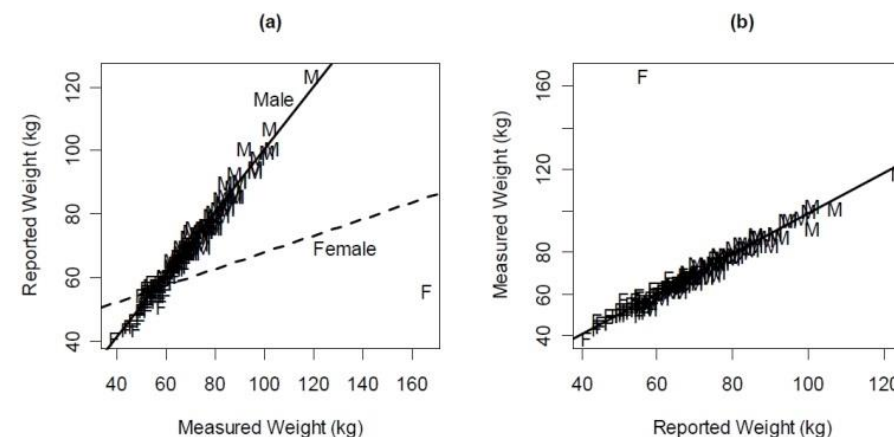 (a)
Reported Weight (kg)
120
100
80
60
40
Male
Female
M
F
40 60 80 100 120 140 160
Measured Weight (kg)
(b)
Measured Weight (kg)
160
120
80
60
40
F
M
40 60 80 100 120
Reported Weight (kg)